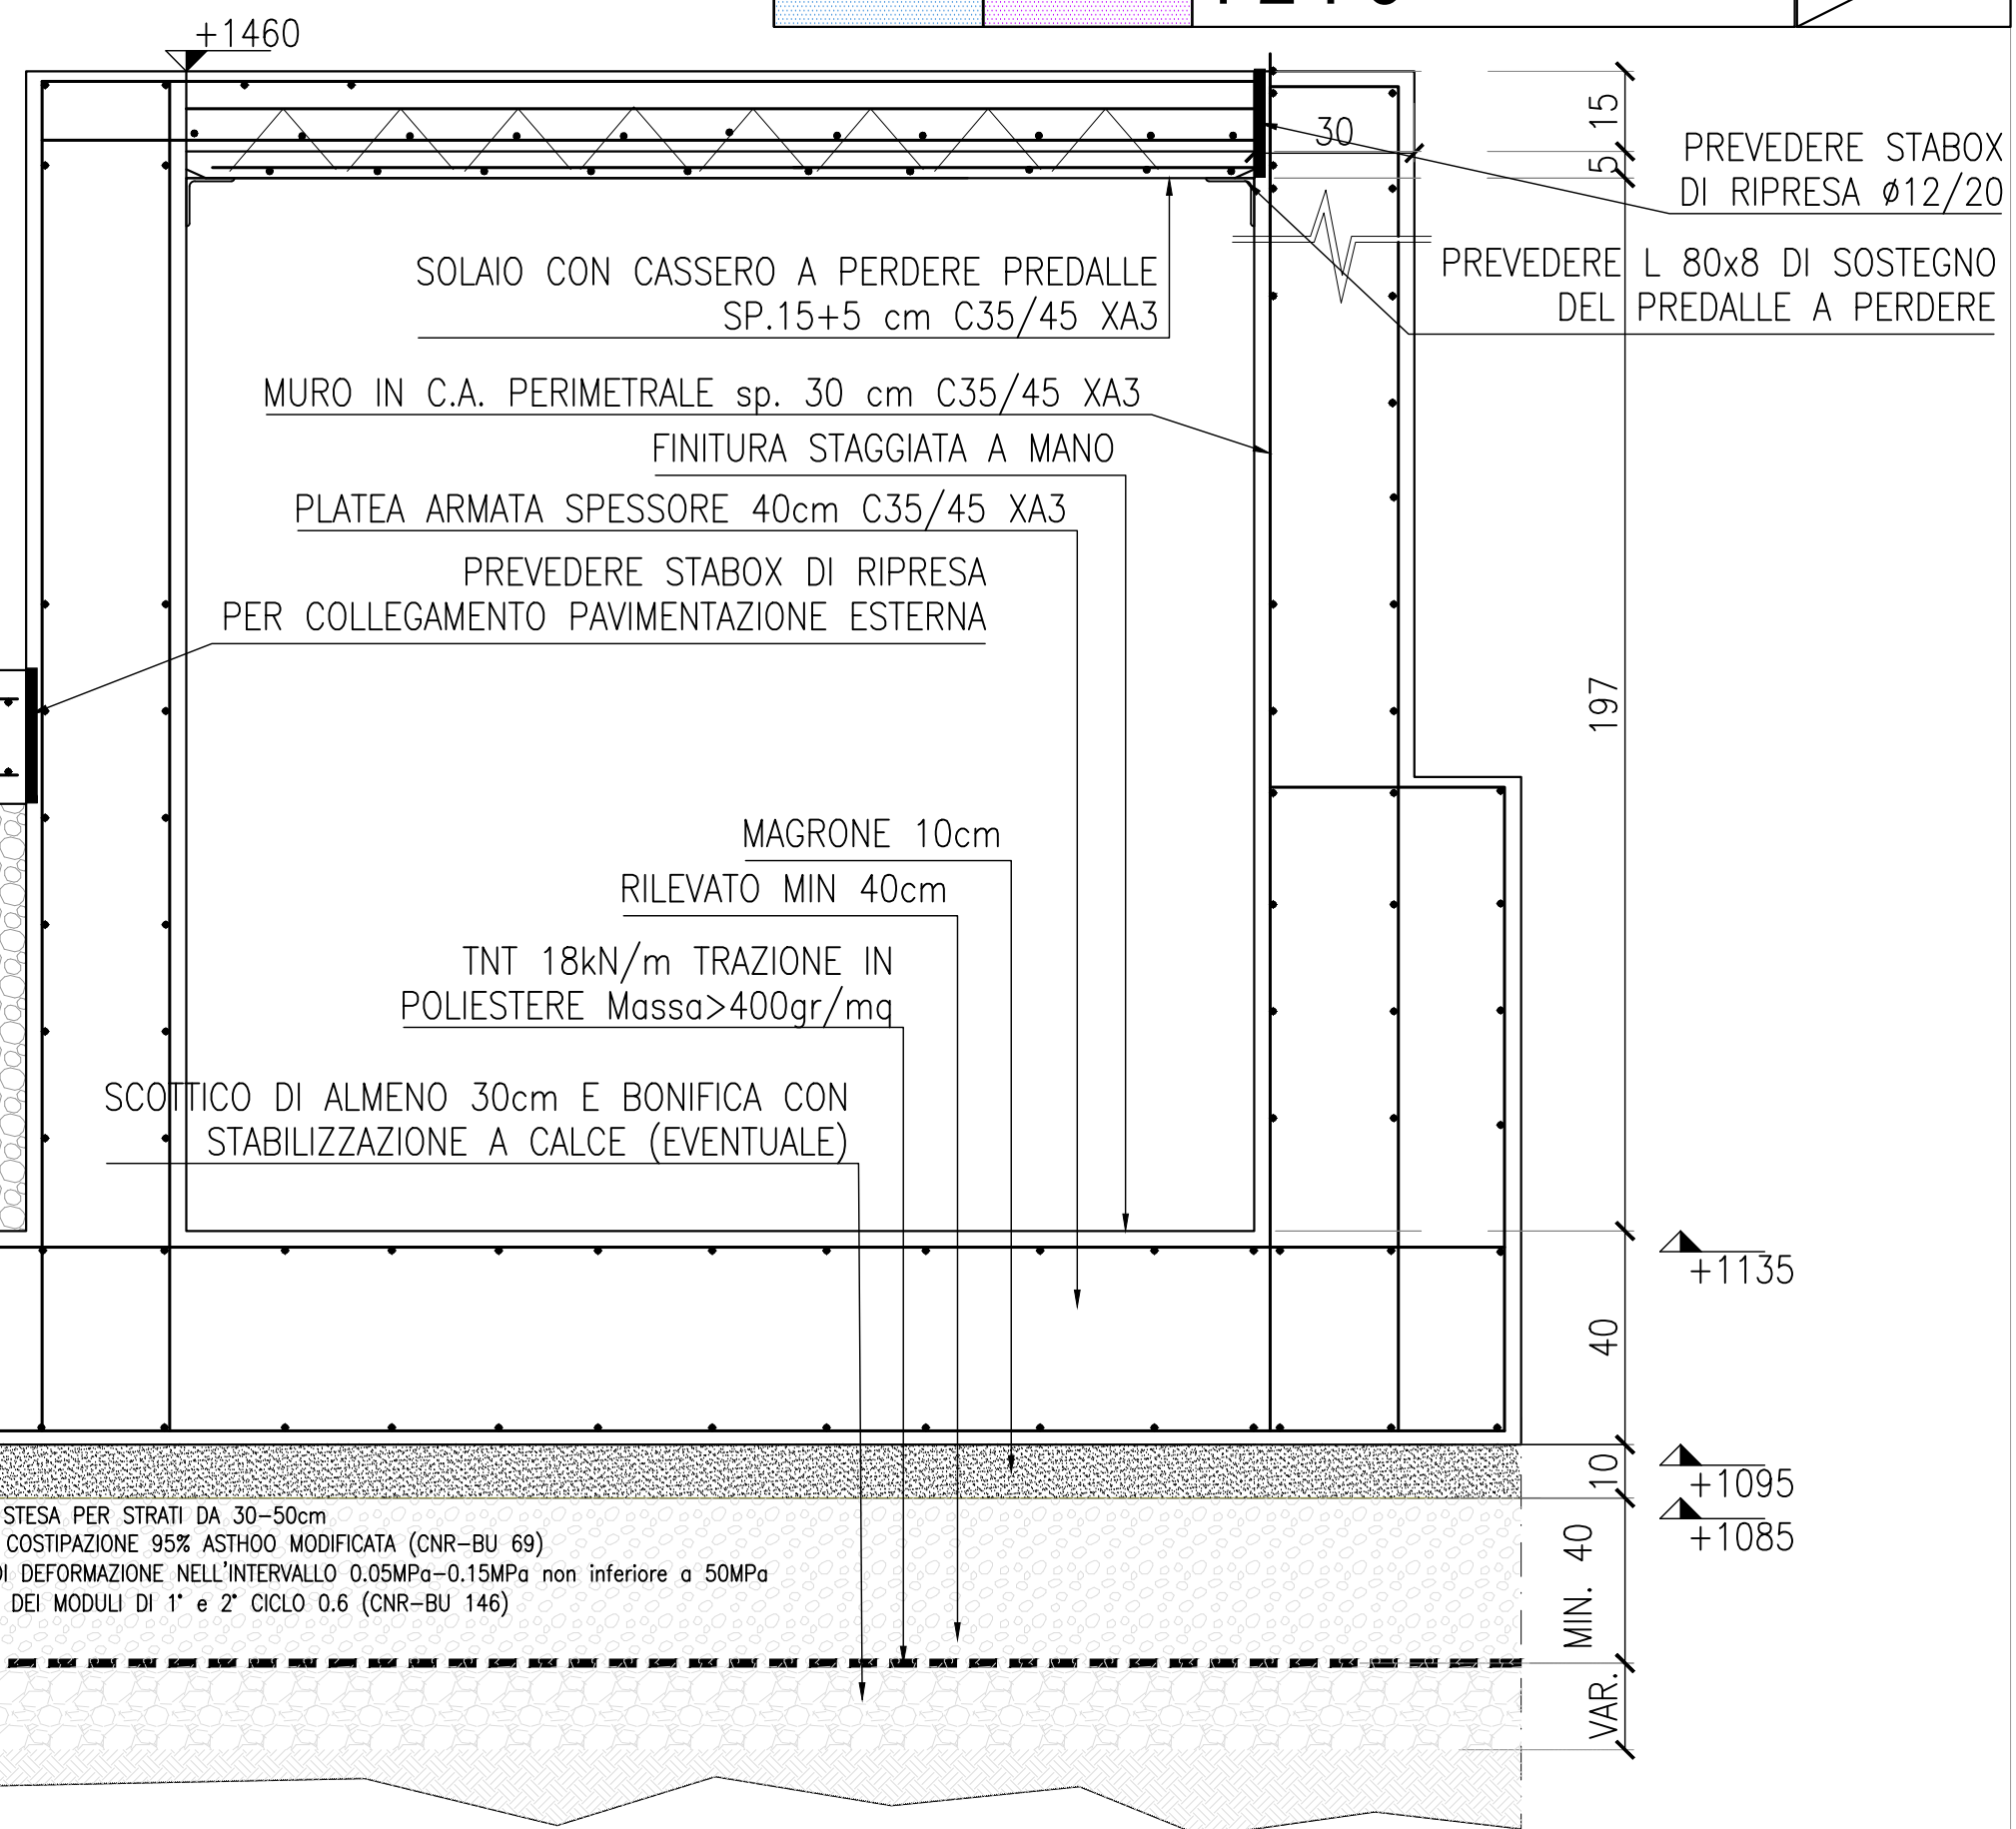 +1460
15
30
5
PREVEDERE STABOX
DI RIPRESA ø12/20
PREVEDERE L 80x8 DI SOSTEGNO
DEL PREDALLE A PERDERE
SOLAIO CON CASSERO A PERDERE PREDALLE
SP.15+5 cm C35/45 XA3
MURO IN C.A. PERIMETRALE sp. 30 cm C35/45 XA3
FINITURA STAGGIATA A MANO
PLATEA ARMATA SPESSORE 40cm C35/45 XA3
PREVEDERE STABOX DI RIPRESA
PER COLLEGAMENTO PAVIMENTAZIONE ESTERNA
197
MAGRONE 10cm
RILEVATO MIN 40cm
TNT 18kN/m TRAZIONE IN
POLIESTERE Massa>400gr/mq
SCOTTICO DI ALMENO 30cm E BONIFICA CON
STABILIZZAZIONE A CALCE (EVENTUALE)
+1135
40
10
+1095
+1085
STESA PER STRATI DA 30-50cm
COSTIPAZIONE 95% ASTHOO MODIFICATA (CNR-BU 69)
DI DEFORMAZIONE NELL'INTERVALLO 0.05MPa-0.15MPa non inferiore a 50MPa
DEI MODULI DI 1° e 2° CICLO 0.6 (CNR-BU 146)
MIN. 40
VAR.